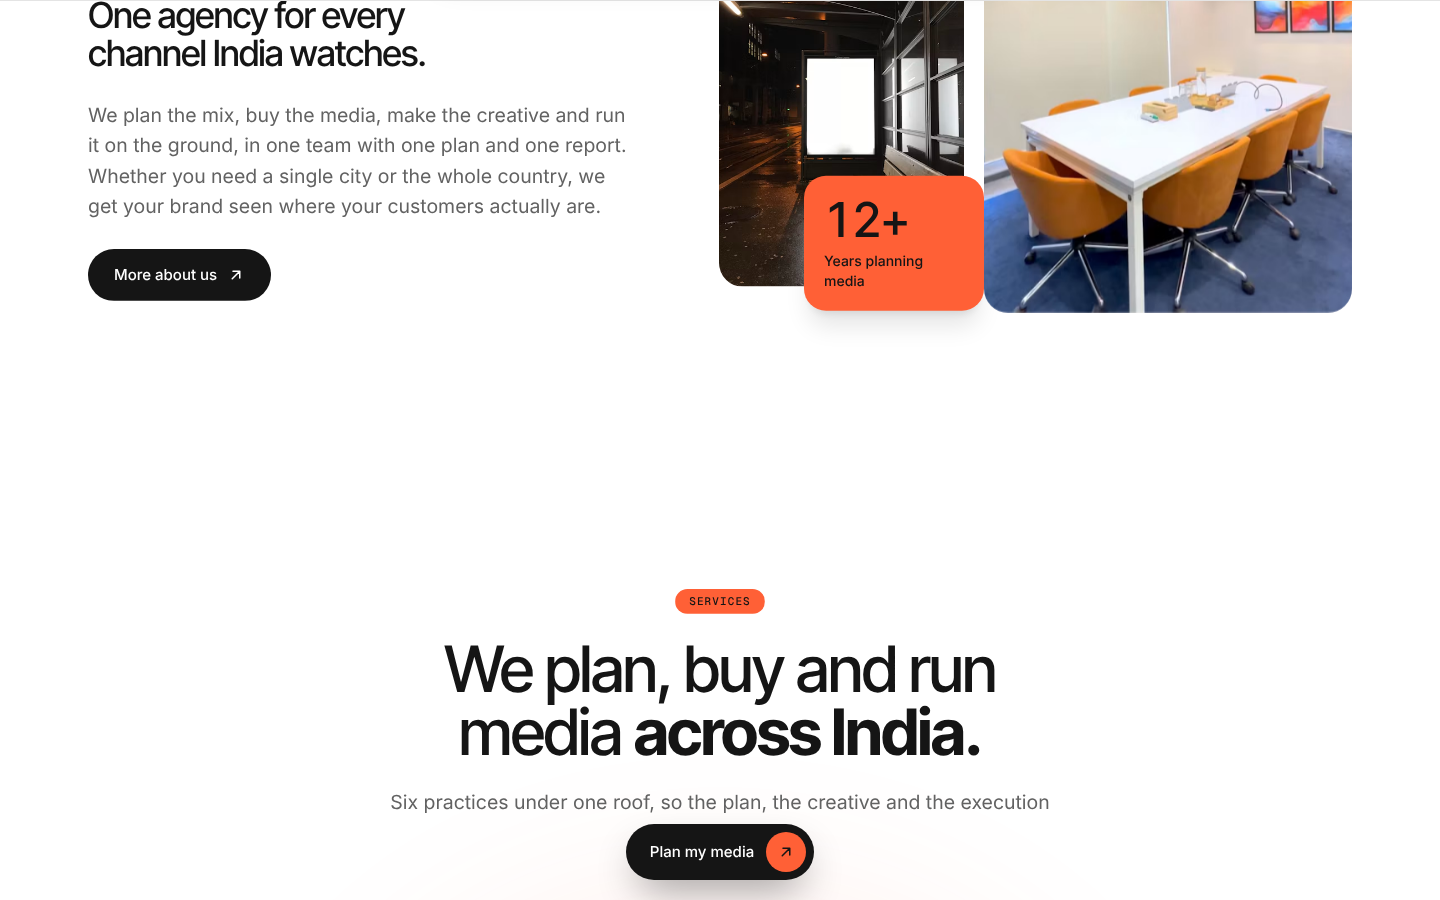 One agency for every
channel India watches.
We plan the mix, buy the media, make the creative and run
it on the ground, in one team with one plan and one report.
Whether you need a single city or the whole country, we
get your brand seen where your customers actually are.
More about us
12+
Years planning
media
SERVICES
We plan, buy and run
media across India.
Six practices under one roof, so the plan, the creative and the execution
Plan my media